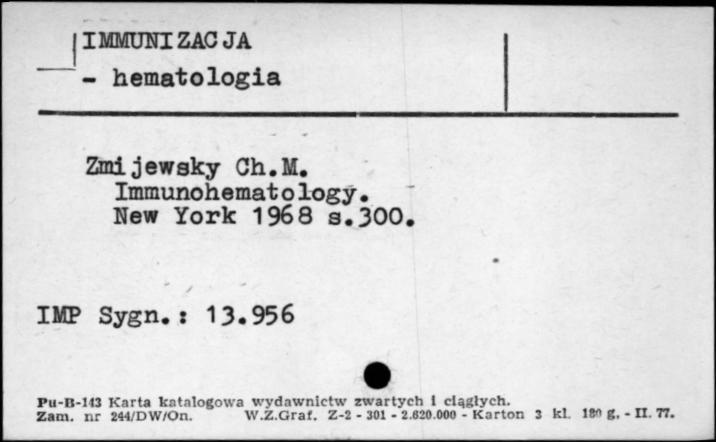 IMMUNIZACJA
- hematologia
Zmijewsky Ch.M.
Immunohematology.
New York 1968 s.300.
IMP Sygn.: 13.956
Pu-B-143 Karta katalogowa wydawnictw zwartych i ciągłych.
Zam. nr 244/DW/On. W.Z.Graf. Z-2 - 301 - 2.620.000 - Karton 3 kl. 180 g. - II. 77.